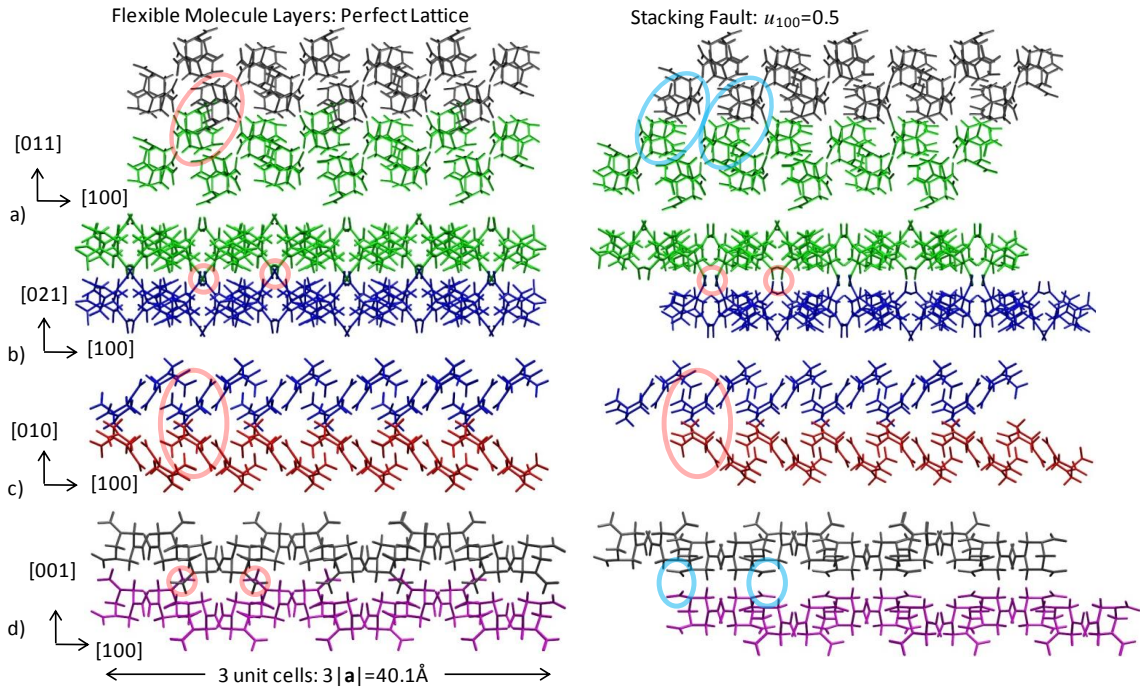 Flexible Molecule Layers: Perfect Lattice
Stacking Fault: u₁₀₀=0.5
[011]
[100]
a)
[021]
[100]
b)
[010]
[100]
c)
[001]
[100]
d)
3 unit cells: 3|a|=40.1Å